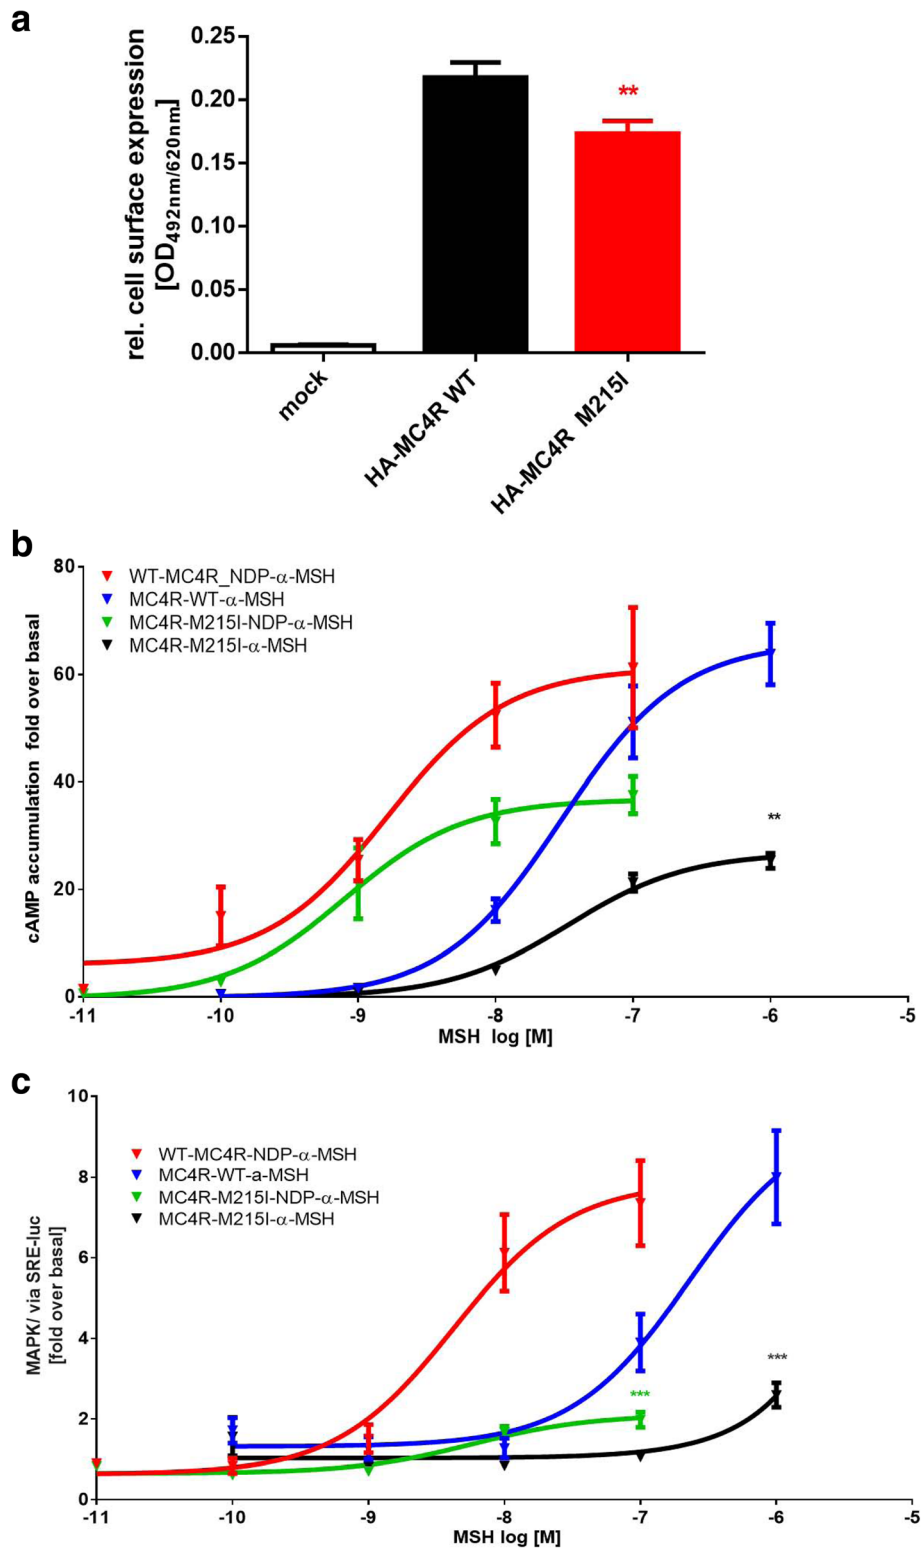 a
rel. cell surface expression
[OD492nm/620nm]
0.25
0.20
0.15
0.10
0.05
0.00
**
mock
HA-MC4R WT
HA-MC4R M215I
b
cAMP accumulation fold over basal
80
60
40
20
0
WT-MC4R_NDP-α-MSH
MC4R-WT-α-MSH
MC4R-M215I-NDP-α-MSH
MC4R-M215I-α-MSH
**
-11 -10 -9 -8 -7 -6 -5
MSH log [M]
c
MAPK/ via SRE-luc
[fold over basal]
10
8
6
4
2
0
WT-MC4R-NDP-α-MSH
MC4R-WT-a-MSH
MC4R-M215I-NDP-α-MSH
MC4R-M215I-α-MSH
***
***
-11 -10 -9 -8 -7 -6 -5
MSH log [M]